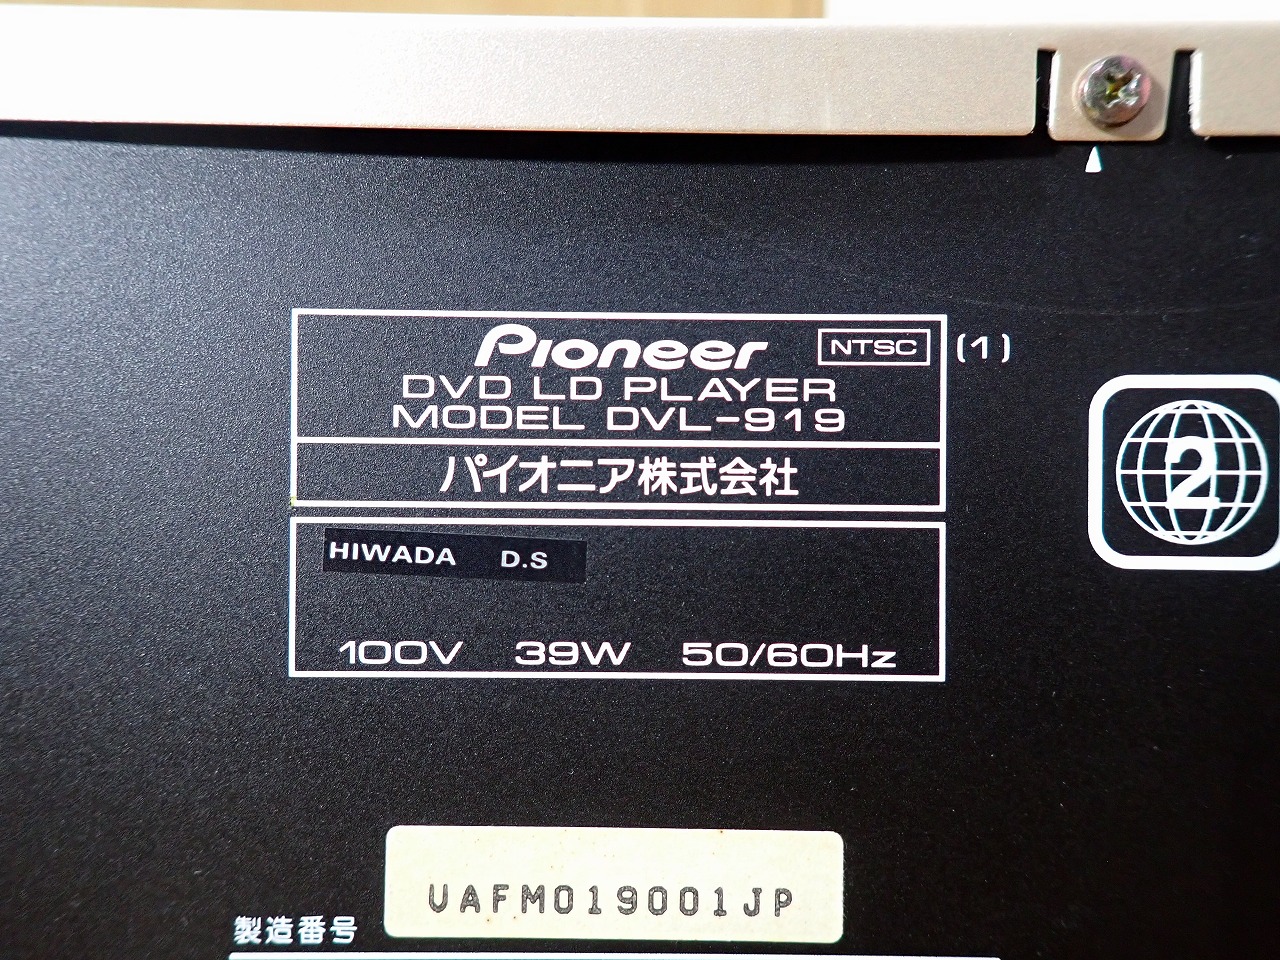 Pioneer NTSC (1)
DVD LD PLAYER
MODEL DVL-919
パイオニア株式会社
2
HIWADA D.S
100V 39W 50/60Hz
UAFM019001JP
製造番号